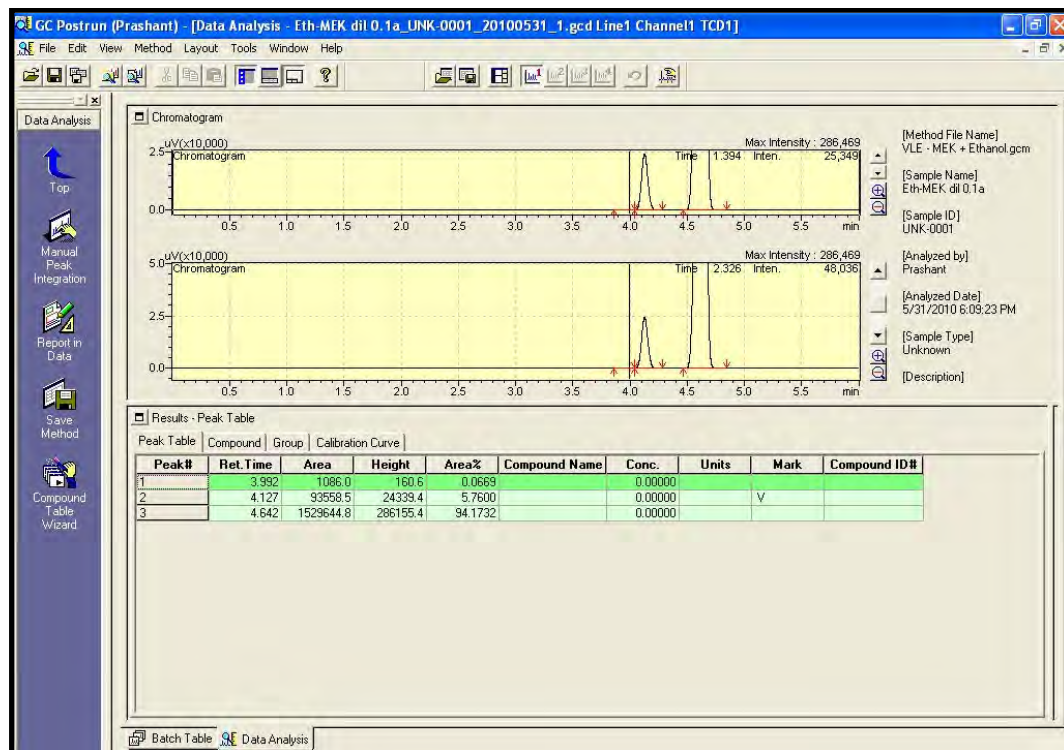 GC Postrun (Prashant) - [Data Analysis - Eth-MEK dil 0.1a_UNK-0001_20100531_1.gcd Line1 Channel1 TCD1]
File Edit View Method Layout Tools Window Help
Data Analysis
Top
Manual
Peak
Integration
Report in
Data
Save
Method
Compound
Table
Wizard
Chromatogram
uV(x10,000) Max Intensity : 286,469
2.5 Chromatogram Time 1.394 Inten. 25,349
0.0
0.5 1.0 1.5 2.0 2.5 3.0 3.5 4.0 4.5 5.0 5.5 min
uV(x10,000) Max Intensity : 286,469
5.0 Chromatogram Time 2.326 Inten. 48,036
2.5
0.0
0.5 1.0 1.5 2.0 2.5 3.0 3.5 4.0 4.5 5.0 5.5 min
[Method File Name]
VLE - MEK + Ethanol.gcm
[Sample Name]
Eth-MEK dil 0.1a
[Sample ID]
UNK-0001
[Analyzed by]
Prashant
[Analyzed Date]
5/31/2010 6:09:23 PM
[Sample Type]
Unknown
[Description]
Results - Peak Table
Peak Table Compound Group Calibration Curve
Peak# Ret.Time Area Height Area% Compound Name Conc. Units Mark Compound ID#
1 3.992 1086.0 160.6 0.0669 0.00000
2 4.127 93558.5 24339.4 5.7600 0.00000 V
3 4.642 1529644.8 286155.4 94.1732 0.00000
Batch Table Data Analysis